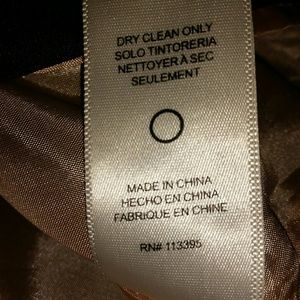 DRY CLEAN ONLY
SOLO TINTORERIA
NETTOYER À SEC
SEULEMENT
MADE IN CHINA
HECHO EN CHINA
FABRIQUE EN CHINE
RN# 113395